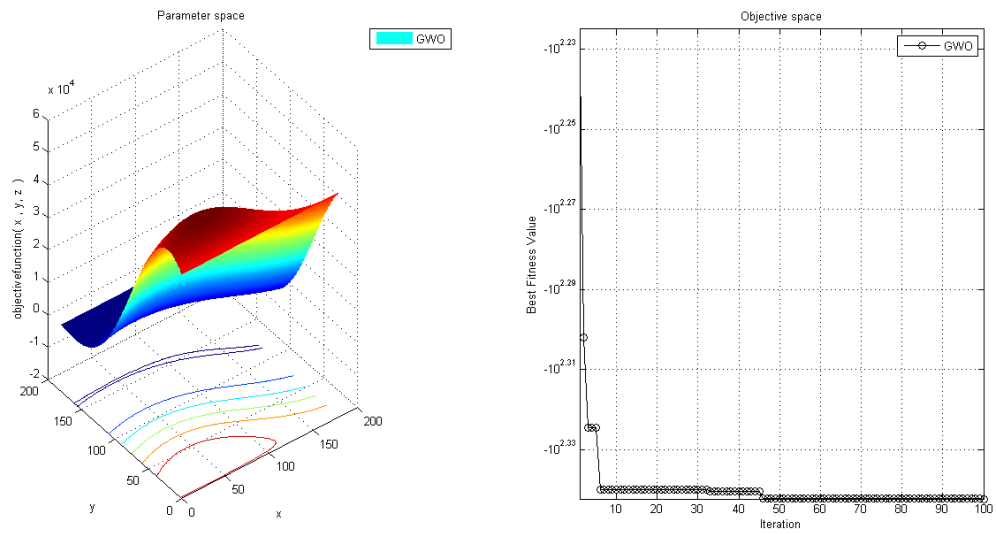 Parameter space
GWO
x 10^4
6
5
4
3
2
1
0
-1
-2
objectivefunction( x , y, z )
200
150
100
50
0
y
0
50
100
150
200
x
Objective space
GWO
-10^2.23
-10^2.25
-10^2.27
-10^2.29
-10^2.31
-10^2.33
Best Fitness Value
10 20 30 40 50 60 70 80 90 100
Iteration